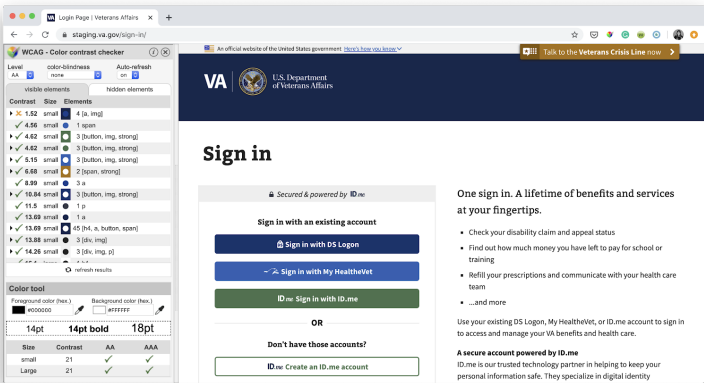 Login Page | Veterans Affairs
staging.va.gov/sign-in/
WCAG - Color contrast checker
Level
color-blindness
Auto-refresh
AA
none
on
visible elements
hidden elements
Contrast Size Elements
1.52 small 4 [a, img]
4.56 small 1 span
4.62 small 3 [button, img, strong]
4.62 small 3 [button, img, strong]
5.15 small 3 [button, img, strong]
6.68 small 2 [span, strong]
8.99 small 3 a
10.84 small 3 [button, img, strong]
11.5 small 1 p
13.69 small 1 a
13.69 small 45 [h4, a, button, span]
13.88 small 3 [div, img]
14.26 small 3 [div, img, p]
refresh results
Color tool
Foreground color (hex.)
Background color (hex.)
#000000
#FFFFFF
14pt 14pt bold 18pt
Size Contrast AA AAA
small 21
Large 21
An official website of the United States government Here's how you know
Talk to the Veterans Crisis Line now
VA
U.S. Department
of Veterans Affairs
Sign in
Secured & powered by ID.me
Sign in with an existing account
Sign in with DS Logon
Sign in with My HealtheVet
ID.me Sign in with ID.me
OR
Don't have those accounts?
ID.me Create an ID.me account
One sign in. A lifetime of benefits and services
at your fingertips.
Check your disability claim and appeal status
Find out how much money you have left to pay for school or
training
Refill your prescriptions and communicate with your health care
team
...and more
Use your existing DS Logon, My HealtheVet, or ID.me account to sign in
to access and manage your VA benefits and health care.
A secure account powered by ID.me
ID.me is our trusted technology partner in helping to keep your
personal information safe. They specialize in digital identity